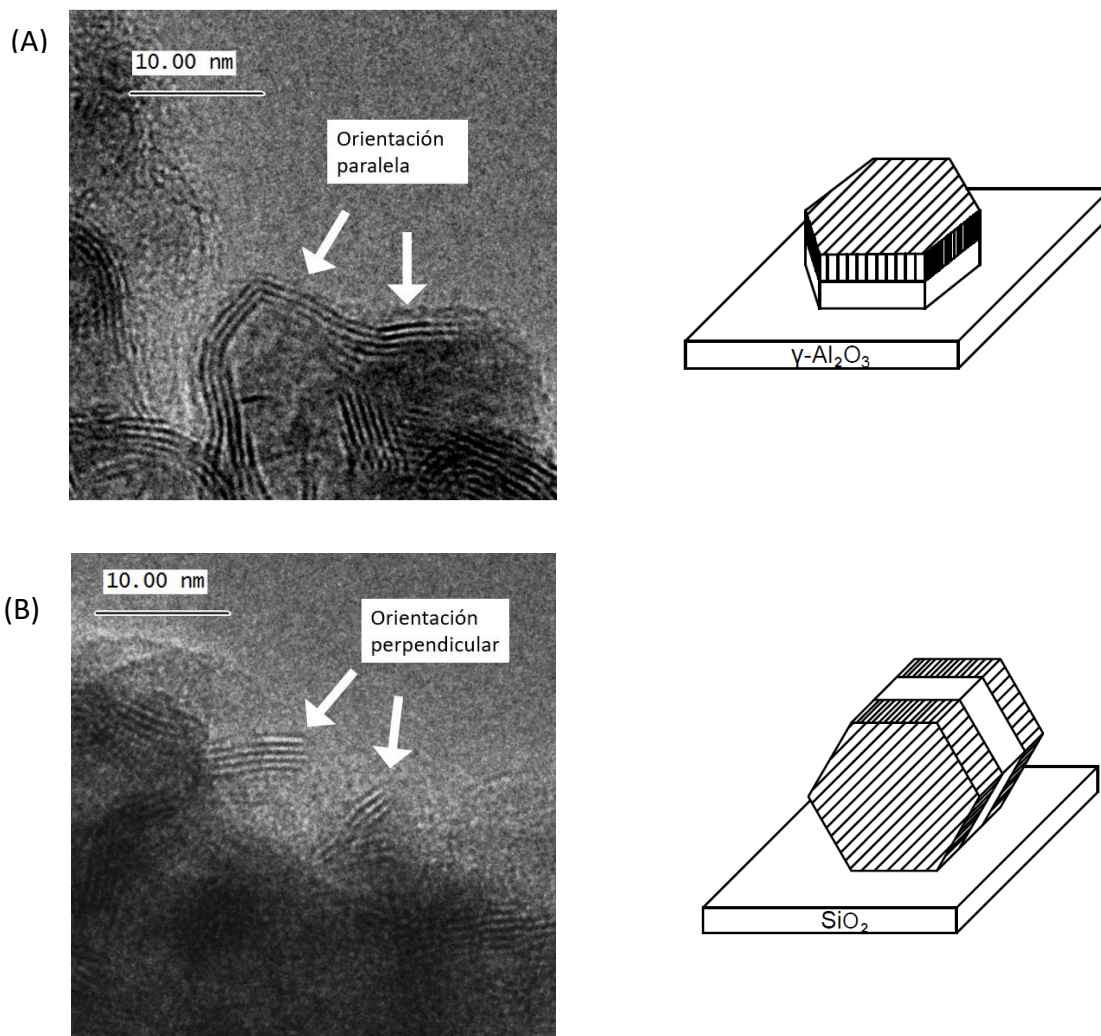 (A)
10.00 nm
Orientación
paralela
γ-Al₂O₃
(B)
10.00 nm
Orientación
perpendicular
SiO₂